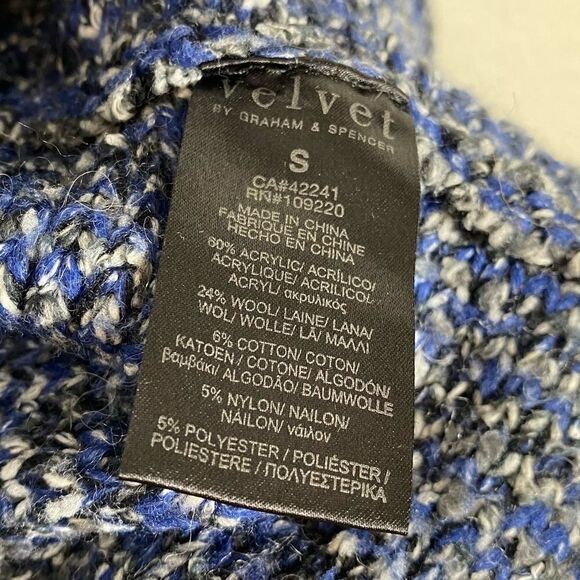 velvet
BY GRAHAM & SPENCER
S
CA#42241
RN#109220
MADE IN CHINA
FABRIQUE EN CHINE
HECHO EN CHINA
60% ACRYLIC/ ACRÍLICO/
ACRYLIQUE/ ACRILICO/
ACRYL/ ακρυλικός
24% WOOL/ LAINE/ LANA/
WOL/ WOLLE/ LÃ/ ΜΑΛΛΙ
6% COTTON/ COTON/
KATOEN/ COTONE/ ALGODÓN/
βαμβάκι/ ALGODÃO/ BAUMWOLLE
5% NYLON/ NAILON/
NÁILON/ νάιλον
5% POLYESTER / POLIÉSTER /
POLIESTERE / ΠΟΛΥΕΣΤΕΡΙΚΑ